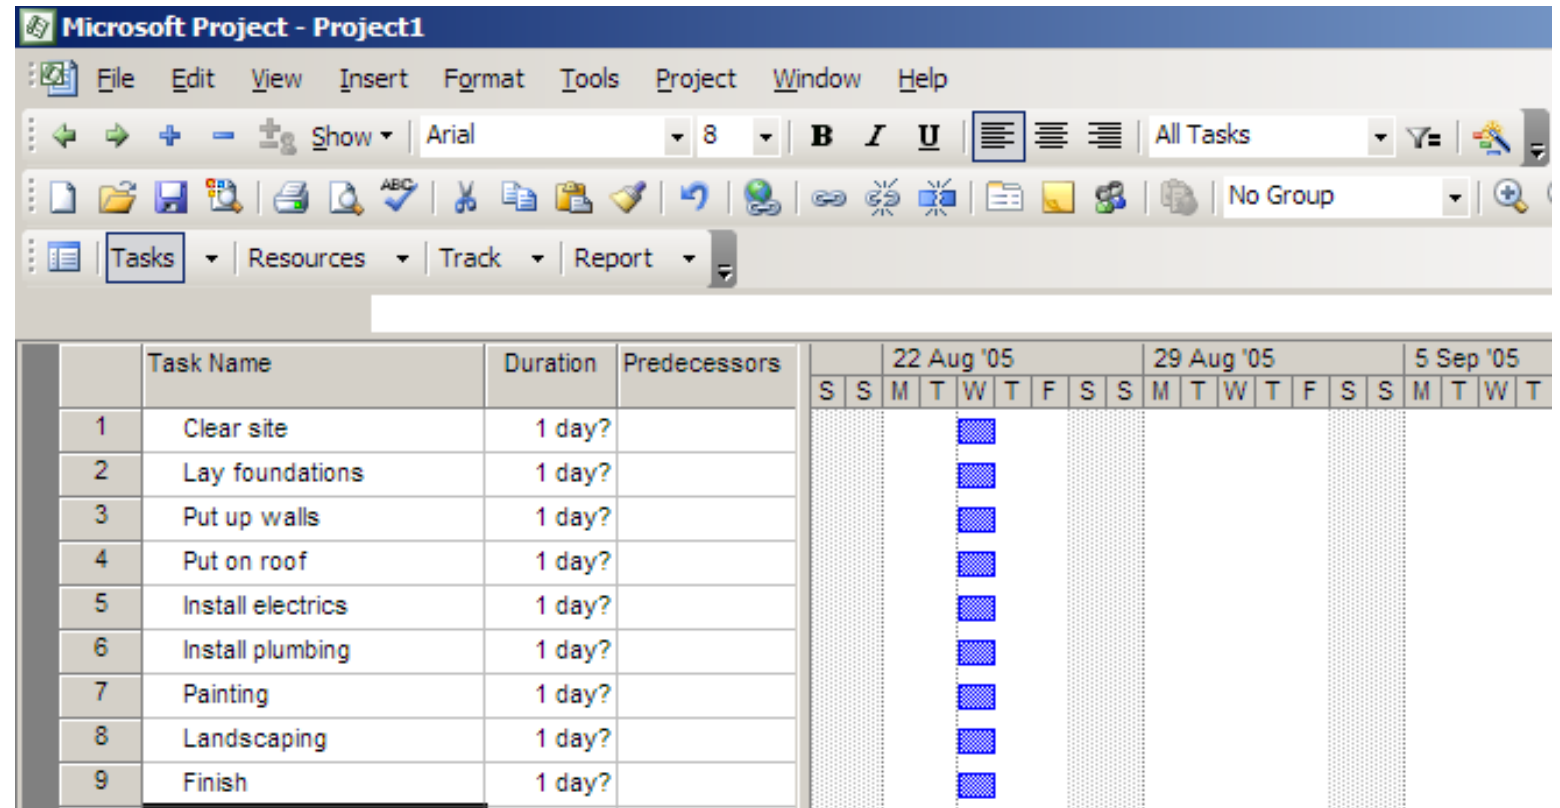 Microsoft Project - Project1
File Edit View Insert Format Tools Project Window Help
Show Arial 8 B I U All Tasks
ABC No Group
Tasks Resources Track Report
Task Name Duration Predecessors 22 Aug '05 29 Aug '05 5 Sep '05
S S M T W T F S S M T W T F S S M T W T
1 Clear site 1 day?
2 Lay foundations 1 day?
3 Put up walls 1 day?
4 Put on roof 1 day?
5 Install electrics 1 day?
6 Install plumbing 1 day?
7 Painting 1 day?
8 Landscaping 1 day?
9 Finish 1 day?